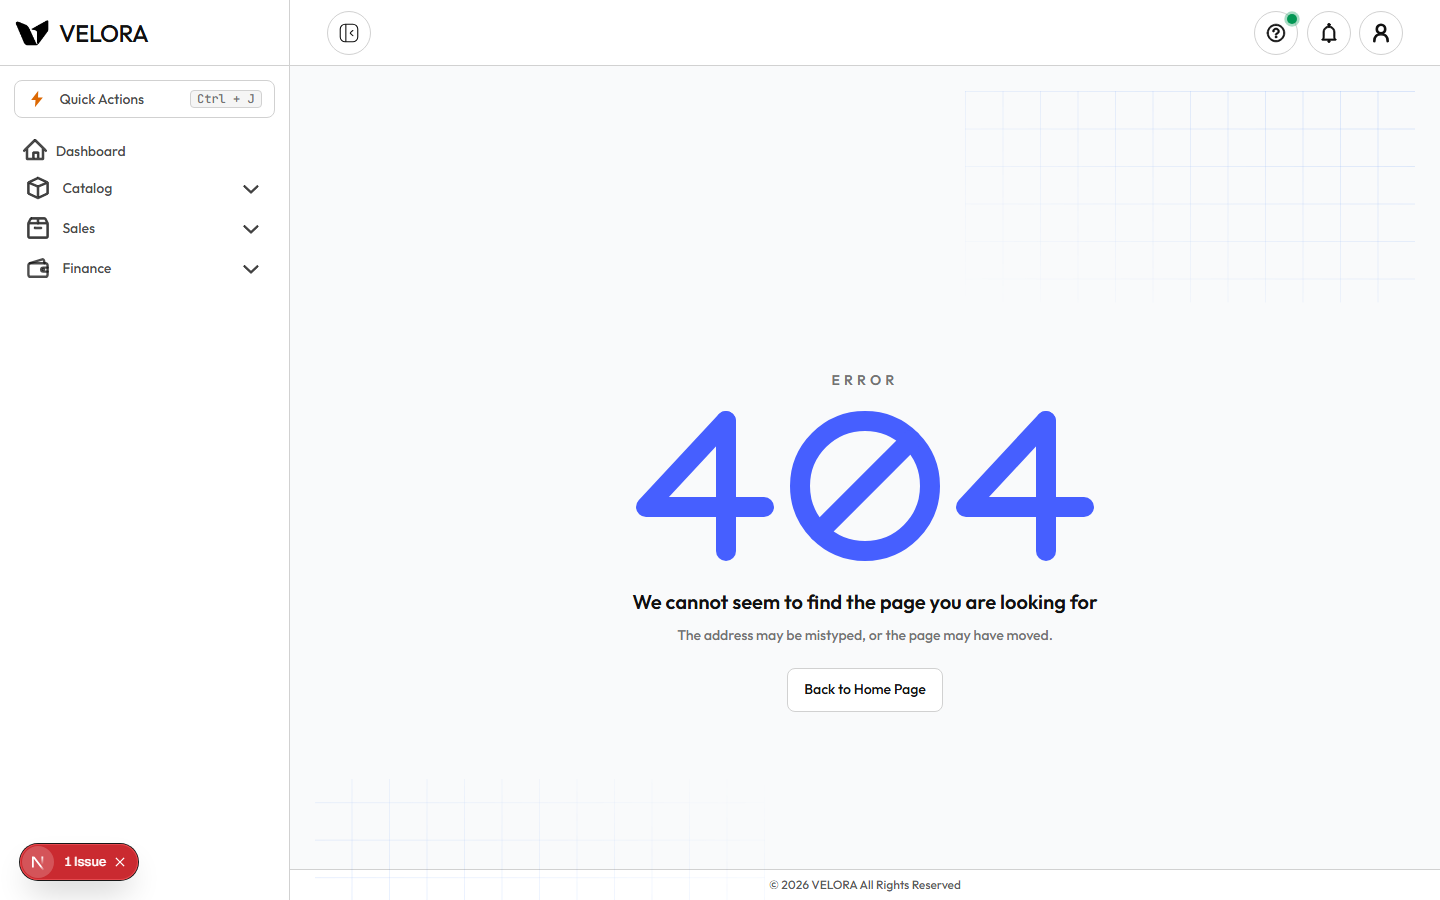 VELORA
Quick Actions
Ctrl + J
Dashboard
Catalog
Sales
Finance
ERROR
404
We cannot seem to find the page you are looking for
The address may be mistyped, or the page may have moved.
Back to Home Page
N 1 Issue
© 2026 VELORA All Rights Reserved